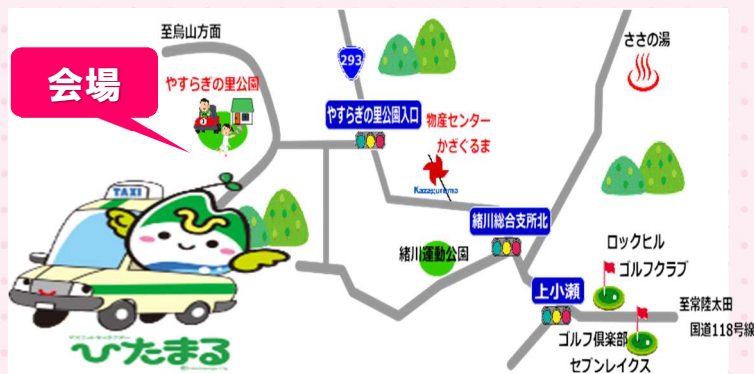 至烏山方面
会場
やすらぎの里公園
293
ささの湯
やすらぎの里公園入口
物産センター
かざぐるま
Kazaguruma
TAXI
緒川総合支所北
緒川運動公園
ロックヒル
ゴルフクラブ
上小瀬
至常陸太田
国道118号線
ゴルフ倶楽部
セブンレイクス
ひたまる